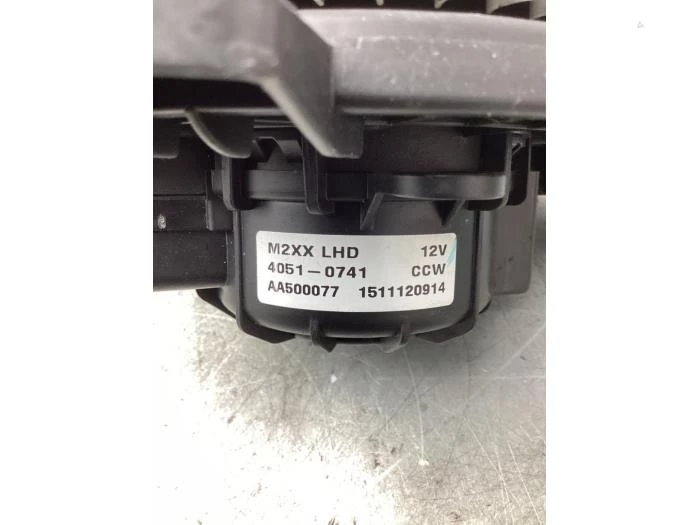 M2XX LHD 12V
4051-0741 CCW
AA500077 1511120914